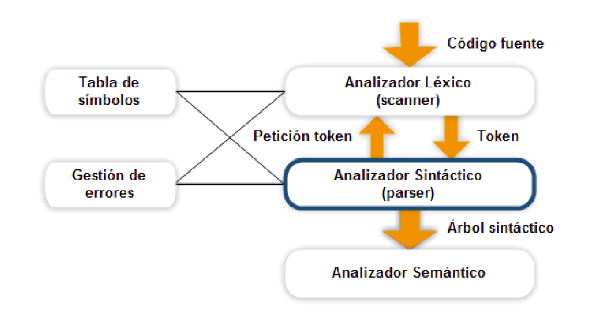 Código fuente
Tabla de
símbolos
Analizador Léxico
(scanner)
Petición token
Token
Gestión de
errores
Analizador Sintáctico
(parser)
Árbol sintáctico
Analizador Semántico